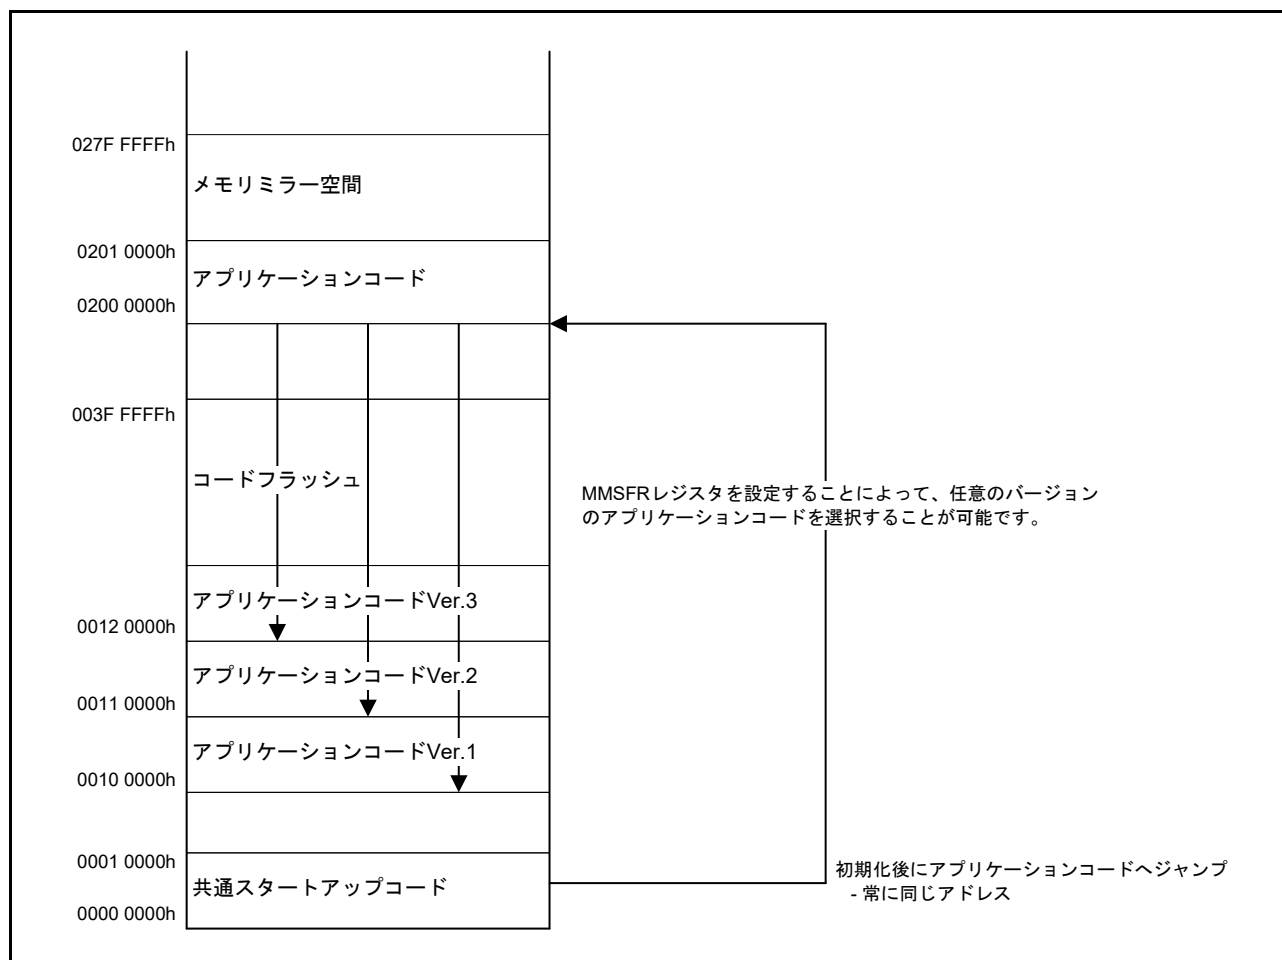 027F FFFFh
メモリミラー空間
0201 0000h
アプリケーションコード
0200 0000h
003F FFFFh
コードフラッシュ
MMSFRレジスタを設定することによって、任意のバージョン
のアプリケーションコードを選択することが可能です。
アプリケーションコードVer.3
0012 0000h
アプリケーションコードVer.2
0011 0000h
アプリケーションコードVer.1
0010 0000h
0001 0000h
共通スタートアップコード
0000 0000h
初期化後にアプリケーションコードへジャンプ
- 常に同じアドレス